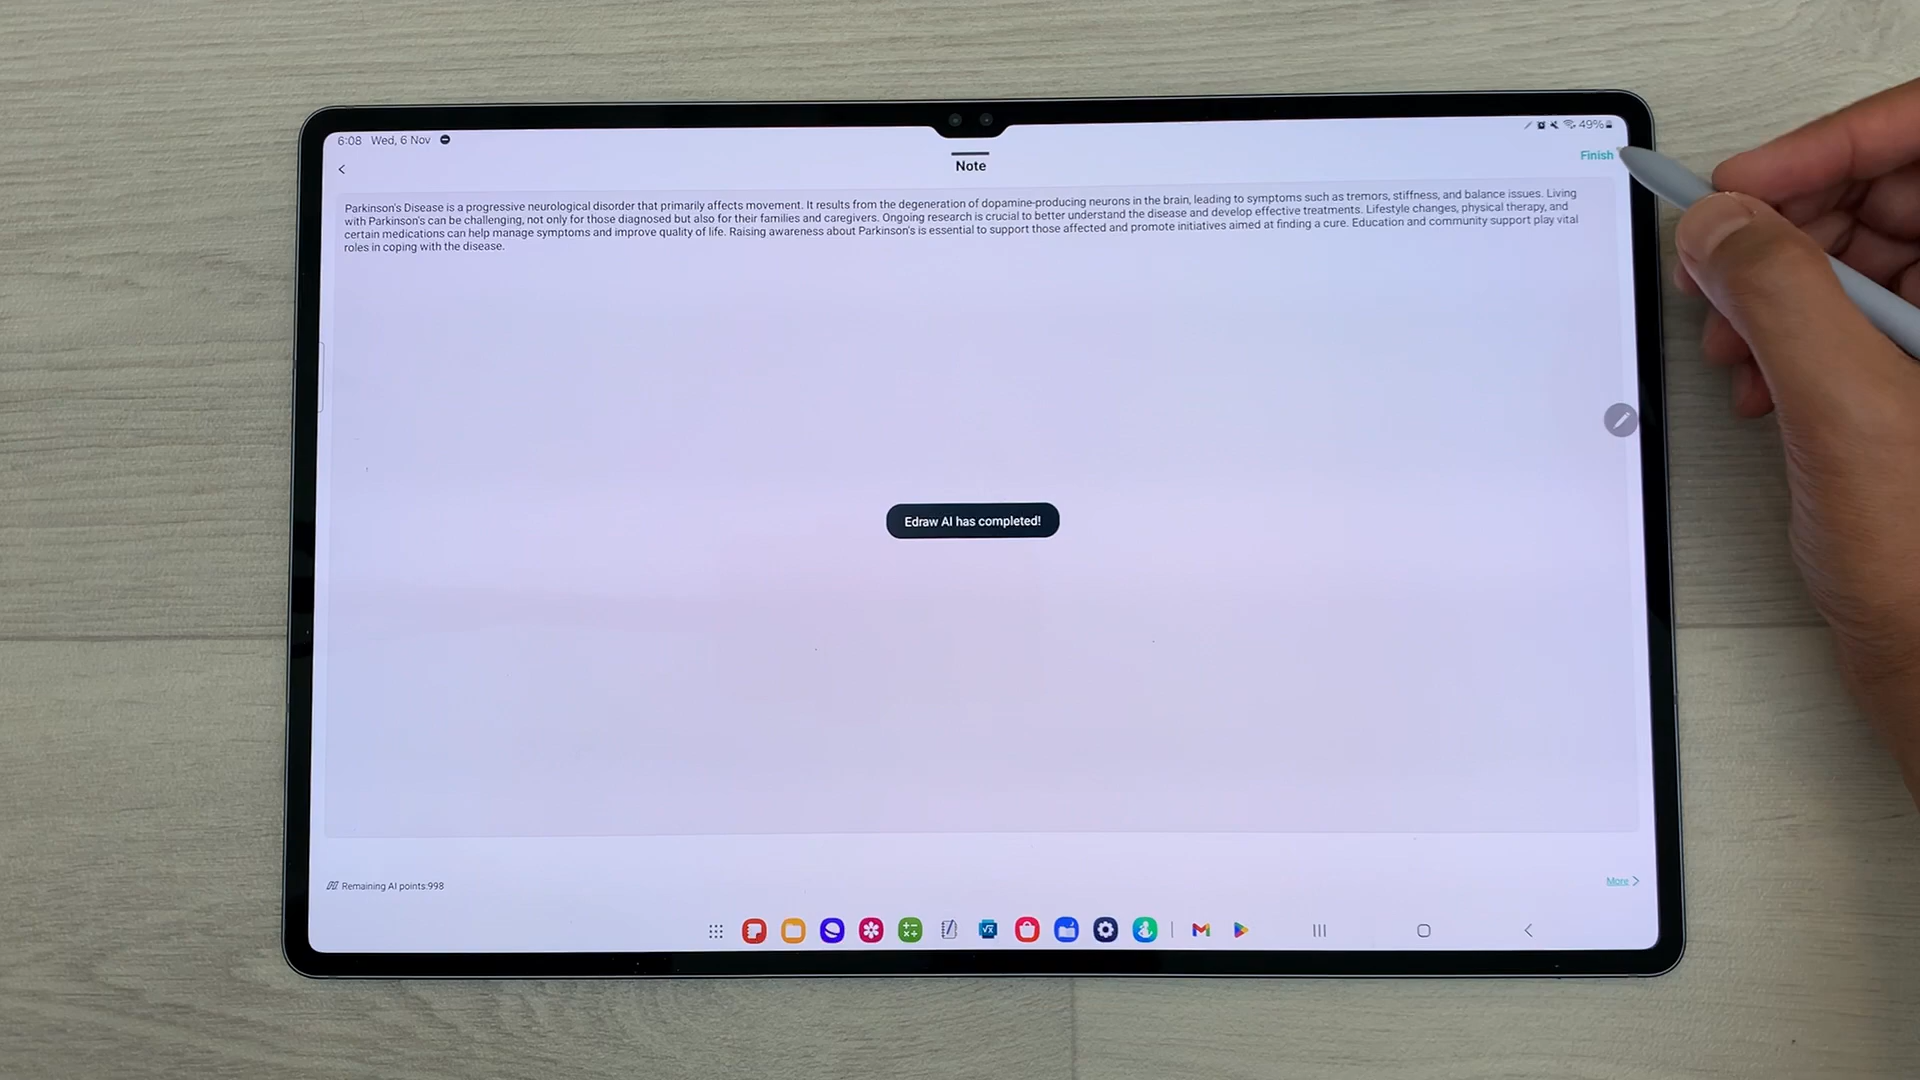 6:08 Wed, 6 Nov
49%
Note
Finish
Parkinson's Disease is a progressive neurological disorder that primarily affects movement. It results from the degeneration of dopamine-producing neurons in the brain, leading to symptoms such as tremors, stiffness, and balance issues. Living
with Parkinson's can be challenging, not only for those diagnosed but also for their families and caregivers. Ongoing research is crucial to better understand the disease and develop effective treatments. Lifestyle changes, physical therapy, and
certain medications can help manage symptoms and improve quality of life. Raising awareness about Parkinson's is essential to support those affected and promote initiatives aimed at finding a cure. Education and community support play vital
roles in coping with the disease.
Edraw AI has completed!
Remaining AI points:998
More